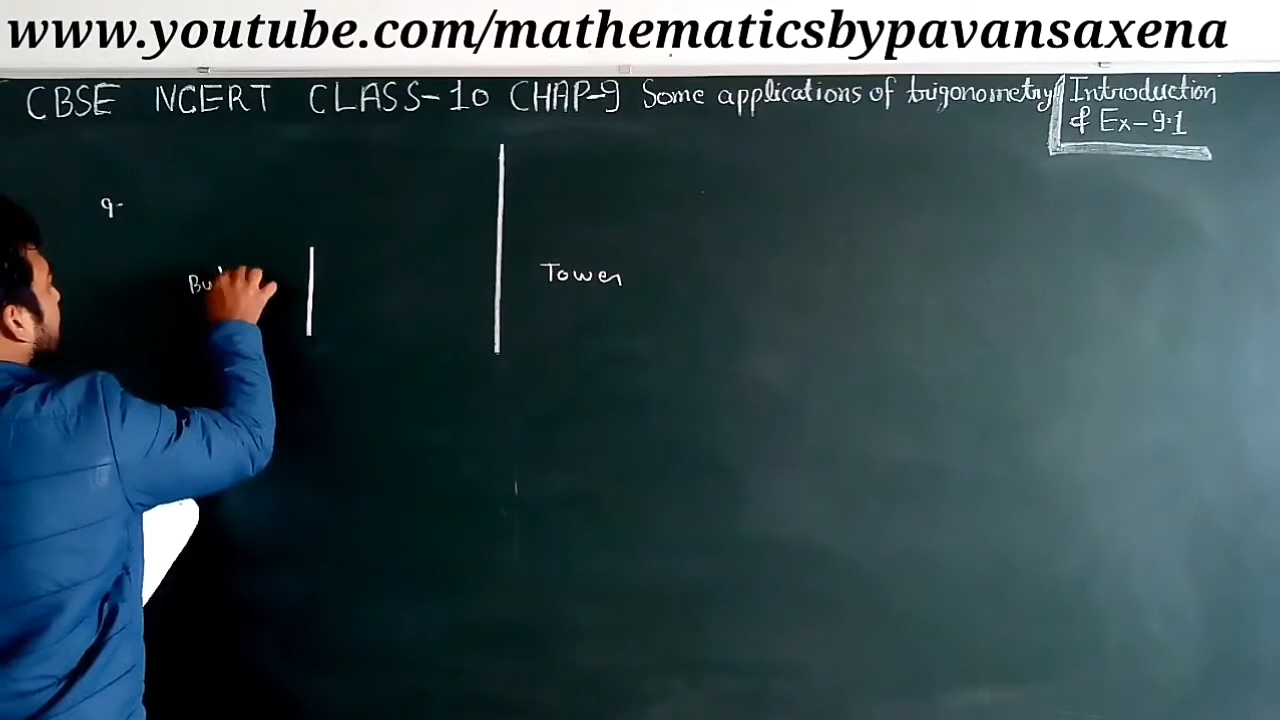 www.youtube.com/mathematicsbypavansaxena
CBSE NCERT CLASS-10 CHAP-9 Some applications of trigonometry
Introduction
& Ex-9.1
9.
Tower